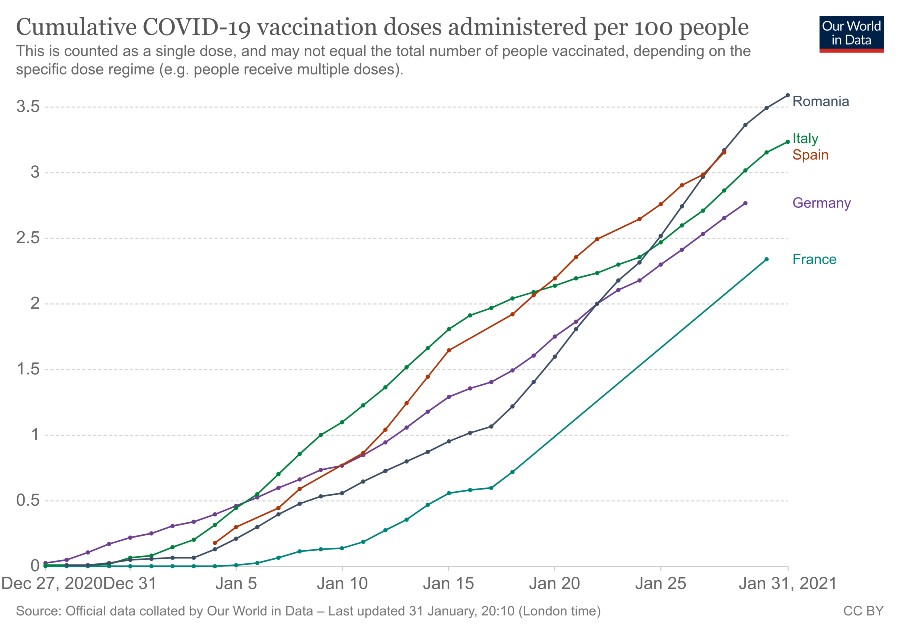 Cumulative COVID-19 vaccination doses administered per 100 people
Our World
in Data
This is counted as a single dose, and may not equal the total number of people vaccinated, depending on the
specific dose regime (e.g. people receive multiple doses).
3.5
Romania
Italy
Spain
3
Germany
2.5
France
2
1.5
1
0.5
0
Dec 27, 2020
Dec 31
Jan 5
Jan 10
Jan 15
Jan 20
Jan 25
Jan 31, 2021
Source: Official data collated by Our World in Data – Last updated 31 January, 20:10 (London time)
CC BY